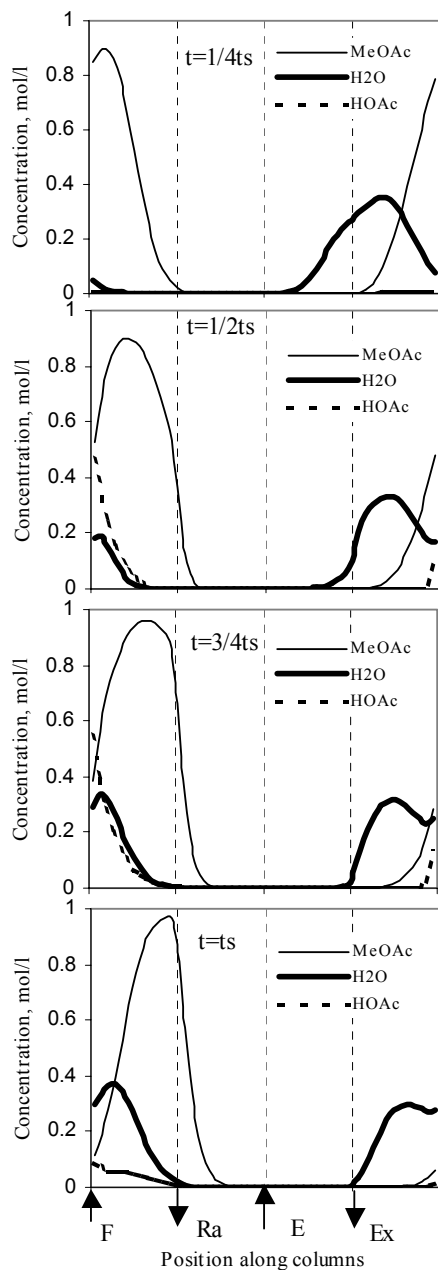 1
0.8
0.6
0.4
0.2
0
Concentration, mol/l
t=1/4ts
MeOAc
H2O
HOAc
1
0.8
0.6
0.4
0.2
0
Concentration, mol/l
t=1/2ts
MeOAc
H2O
HOAc
1
0.8
0.6
0.4
0.2
0
Concentration, mol/l
t=3/4ts
MeOAc
H2O
HOAc
1
0.8
0.6
0.4
0.2
0
Concentration, mol/l
t=ts
MeOAc
H2O
HOAc
F Ra E Ex
Position along columns